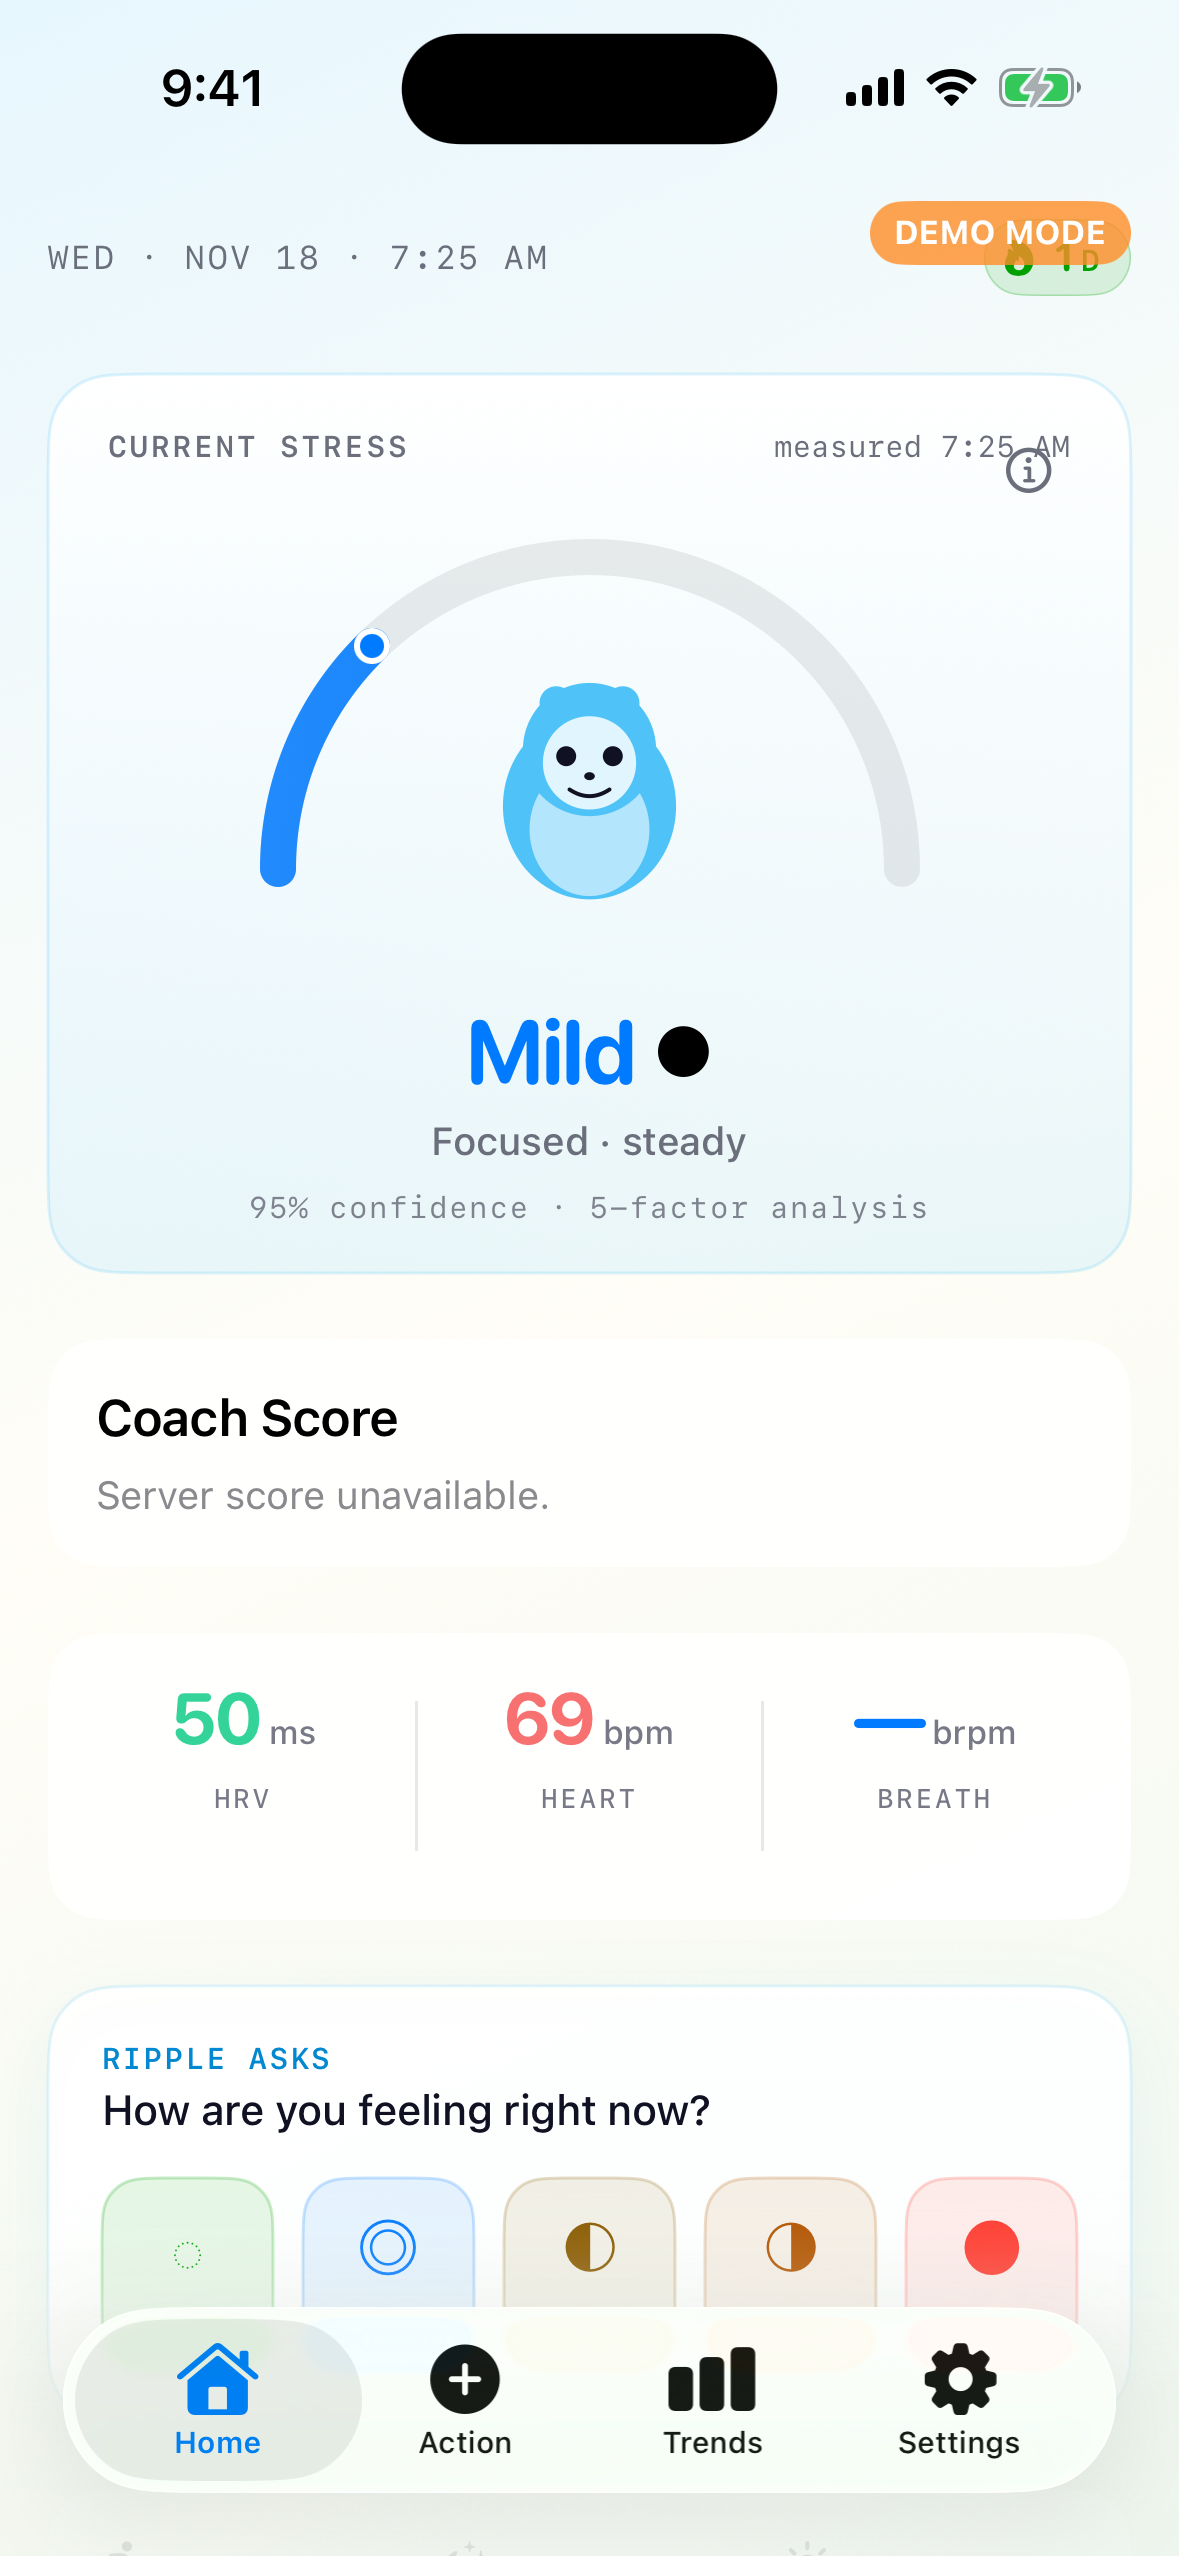 9:41
DEMO MODE
WED · NOV 18 · 7:25 AM
1D
CURRENT STRESS
measured 7:25 AM
Mild
Focused · steady
95% confidence · 5-factor analysis
Coach Score
Server score unavailable.
50 ms
69 bpm
— brpm
HRV
HEART
BREATH
RIPPLE ASKS
How are you feeling right now?
Home
Action
Trends
Settings